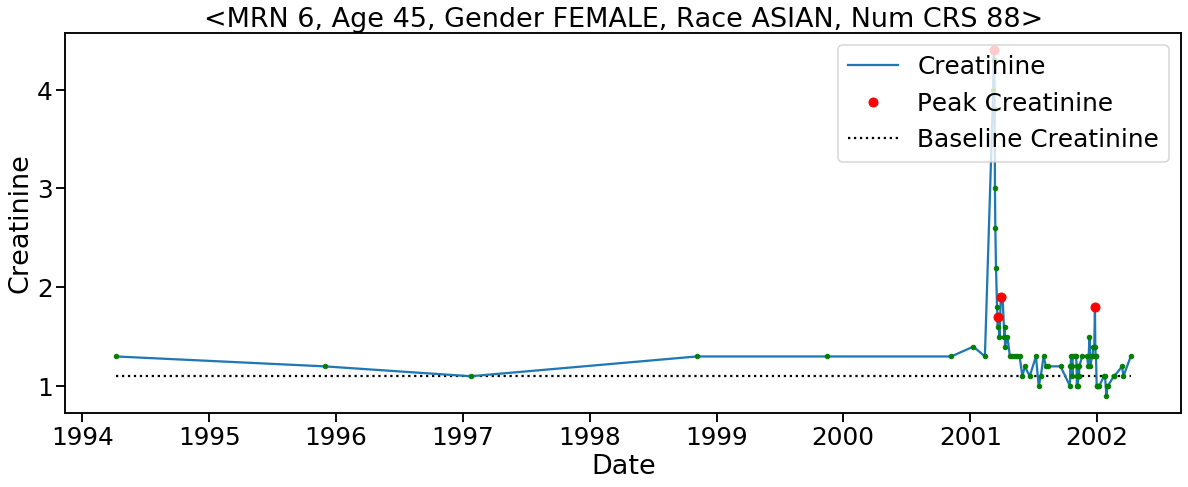 <MRN 6, Age 45, Gender FEMALE, Race ASIAN, Num CRS 88>
Creatinine
Peak Creatinine
Baseline Creatinine
Creatinine
4
3
2
1
1994 1995 1996 1997 1998 1999 2000 2001 2002
Date